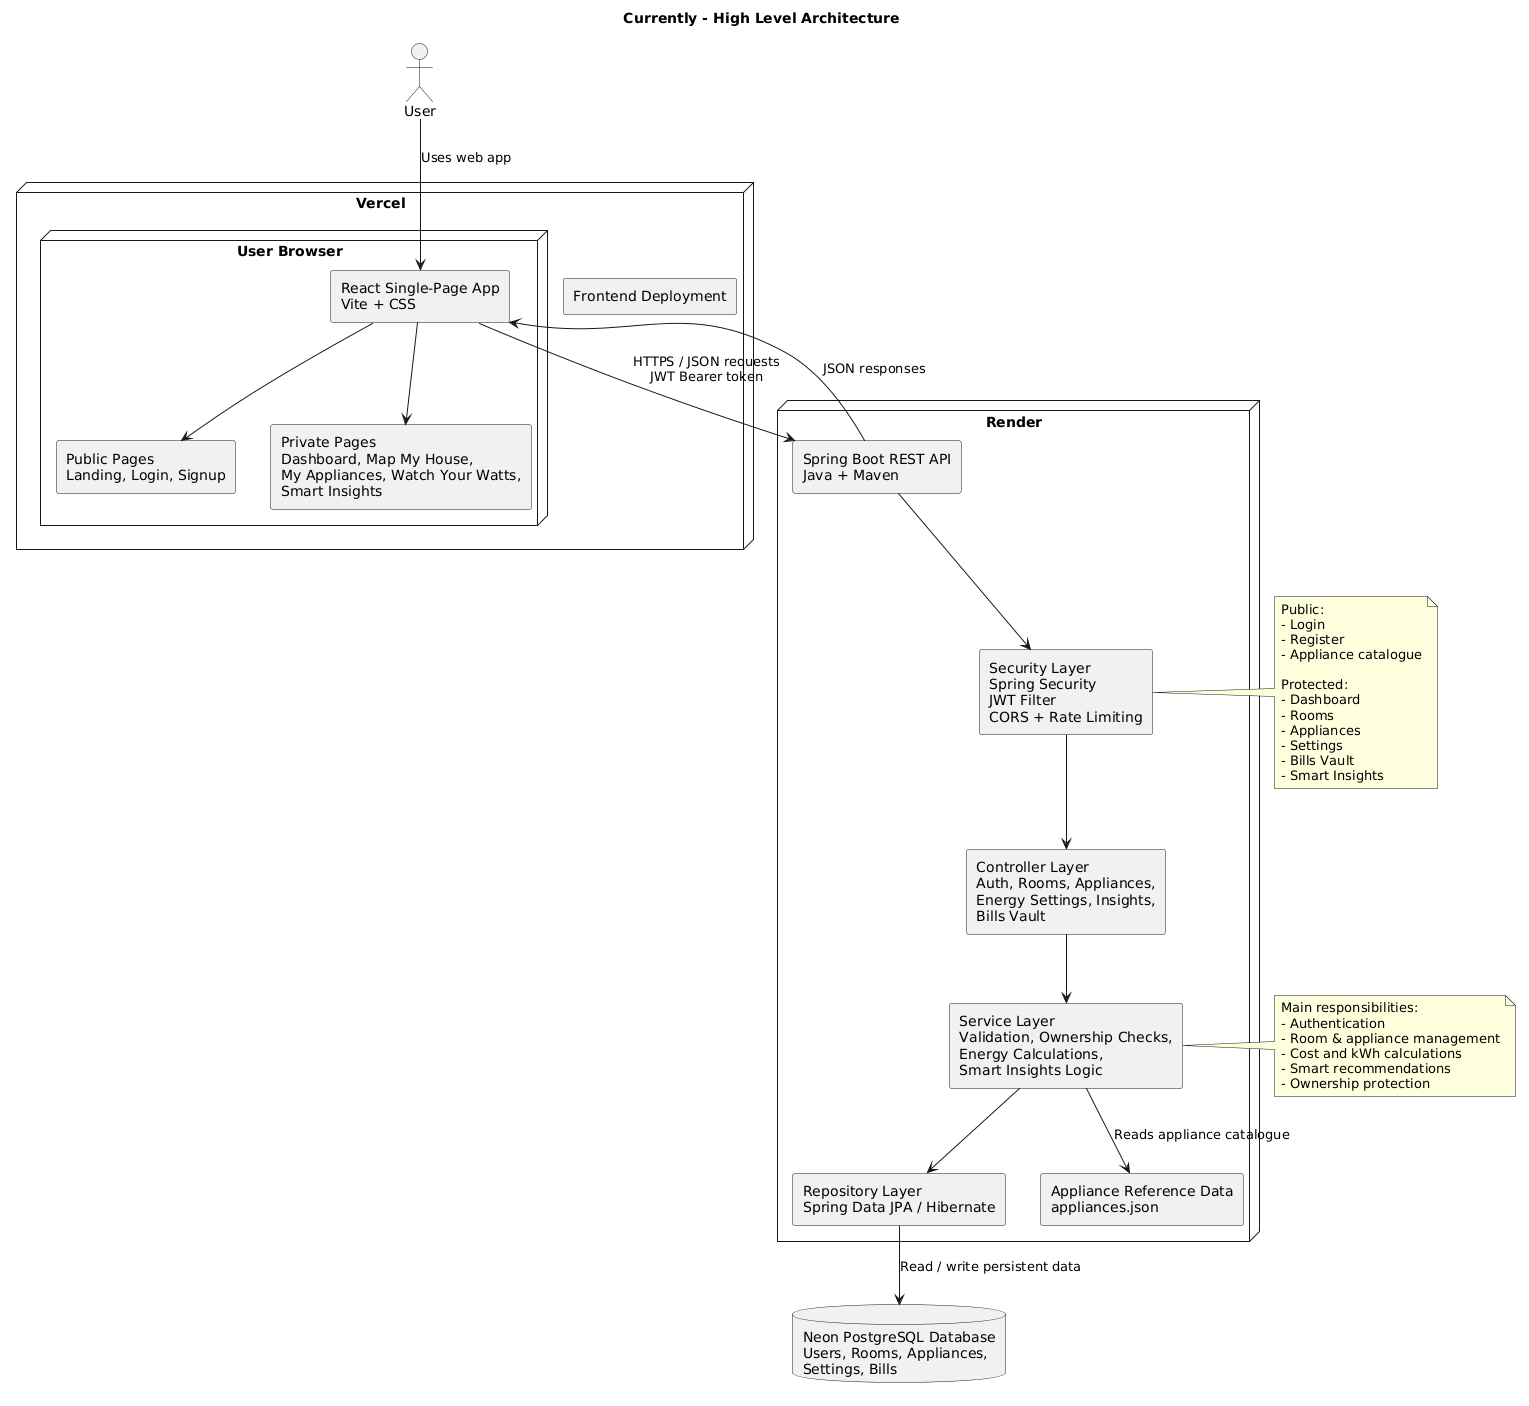 Currently - High Level Architecture
User
Uses web app
Vercel
User Browser
React Single-Page App
Vite + CSS
Frontend Deployment
HTTPS / JSON requests
JWT Bearer token
JSON responses
Public Pages
Landing, Login, Signup
Private Pages
Dashboard, Map My House,
My Appliances, Watch Your Watts,
Smart Insights
Render
Spring Boot REST API
Java + Maven
Security Layer
Spring Security
JWT Filter
CORS + Rate Limiting
Public:
- Login
- Register
- Appliance catalogue
Protected:
- Dashboard
- Rooms
- Appliances
- Settings
- Bills Vault
- Smart Insights
Controller Layer
Auth, Rooms, Appliances,
Energy Settings, Insights,
Bills Vault
Service Layer
Validation, Ownership Checks,
Energy Calculations,
Smart Insights Logic
Main responsibilities:
- Authentication
- Room & appliance management
- Cost and kWh calculations
- Smart recommendations
- Ownership protection
Reads appliance catalogue
Repository Layer
Spring Data JPA / Hibernate
Appliance Reference Data
appliances.json
Read / write persistent data
Neon PostgreSQL Database
Users, Rooms, Appliances,
Settings, Bills